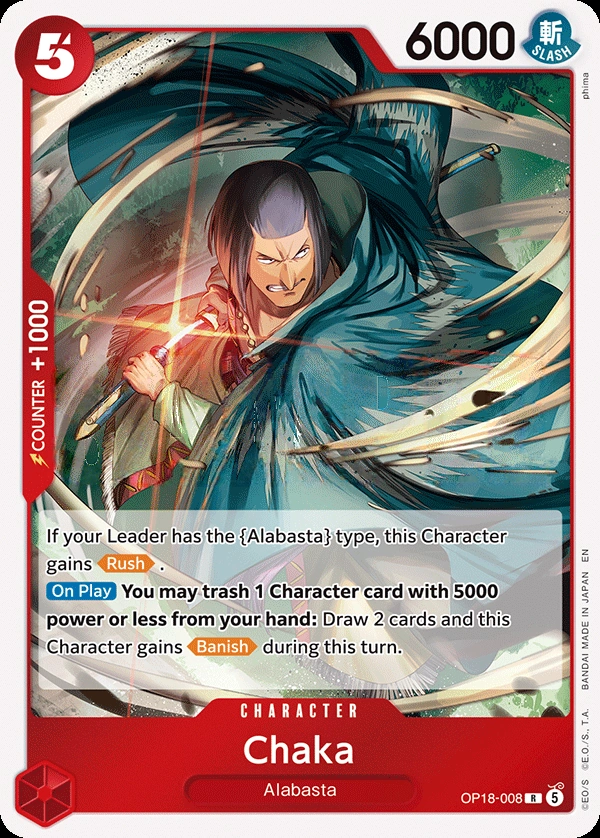 5
6000
斬
SLASH
phima
COUNTER +1000
If your Leader has the {Alabasta} type, this Character
gains Rush .
On Play You may trash 1 Character card with 5000
power or less from your hand: Draw 2 cards and this
Character gains Banish during this turn.
CHARACTER
Chaka
Alabasta
OP18-008 R 5
©E.O/S ©E.O./S., T.A. BANDAI MADE IN JAPAN EN